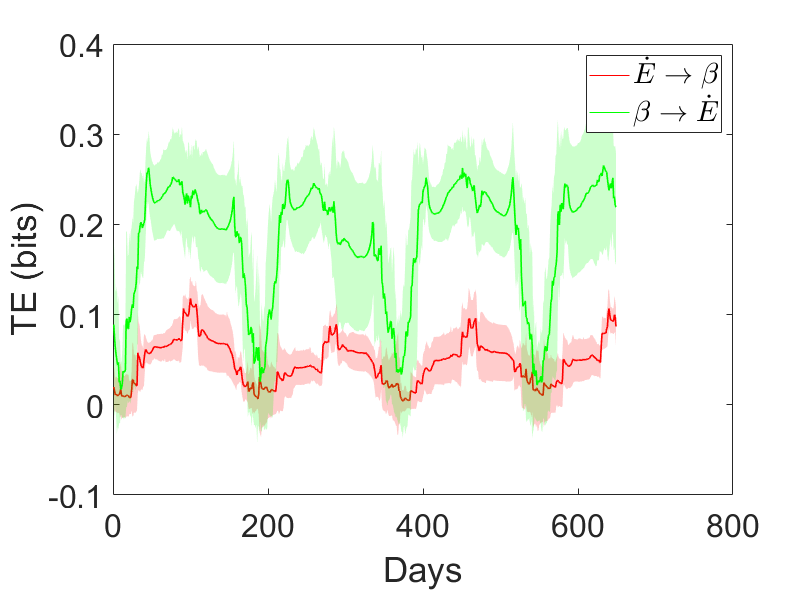 0.4
0.3
0.2
0.1
0
-0.1
TE (bits)
0
200
400
600
800
Days
Ė → β
β → Ė